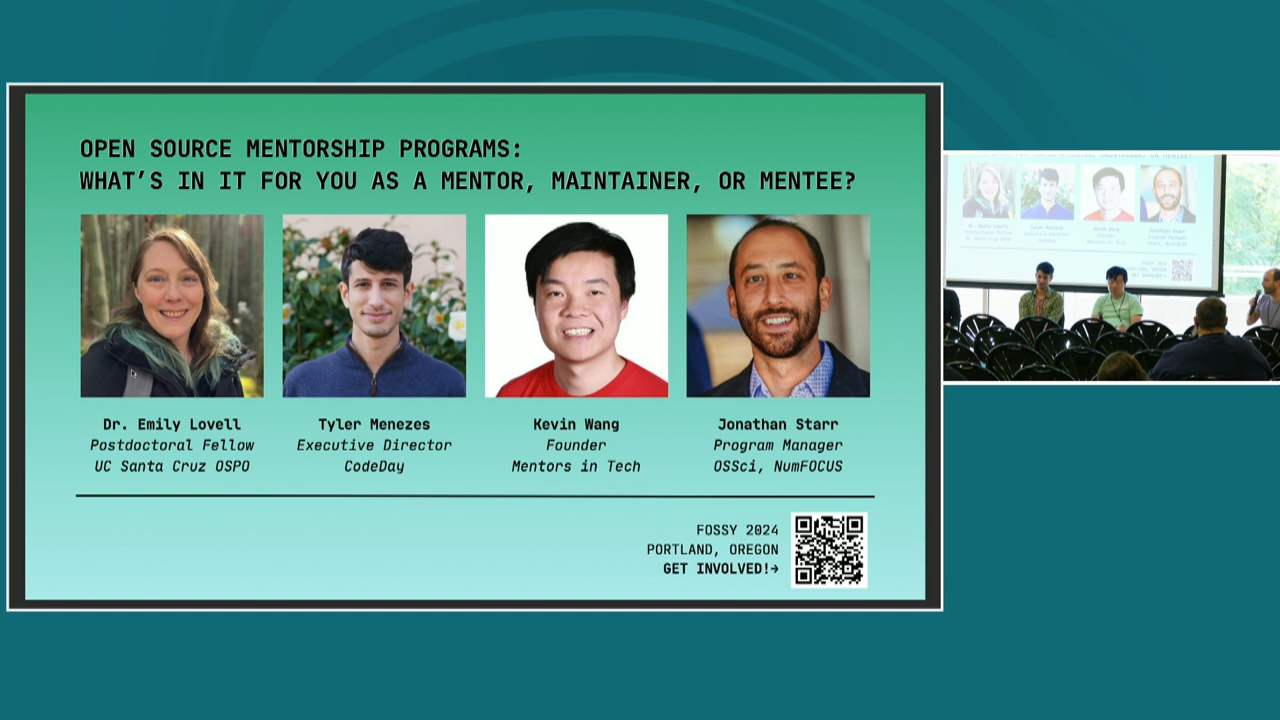 OPEN SOURCE MENTORSHIP PROGRAMS:
WHAT'S IN IT FOR YOU AS A MENTOR, MAINTAINER, OR MENTEE?
Dr. Emily Lovell
Postdoctoral Fellow
UC Santa Cruz OSPO
Tyler Menezes
Executive Director
CodeDay
Kevin Wang
Founder
Mentors in Tech
Jonathan Starr
Program Manager
OSSci, NumFOCUS
FOSSY 2024
PORTLAND, OREGON
GET INVOLVED!→